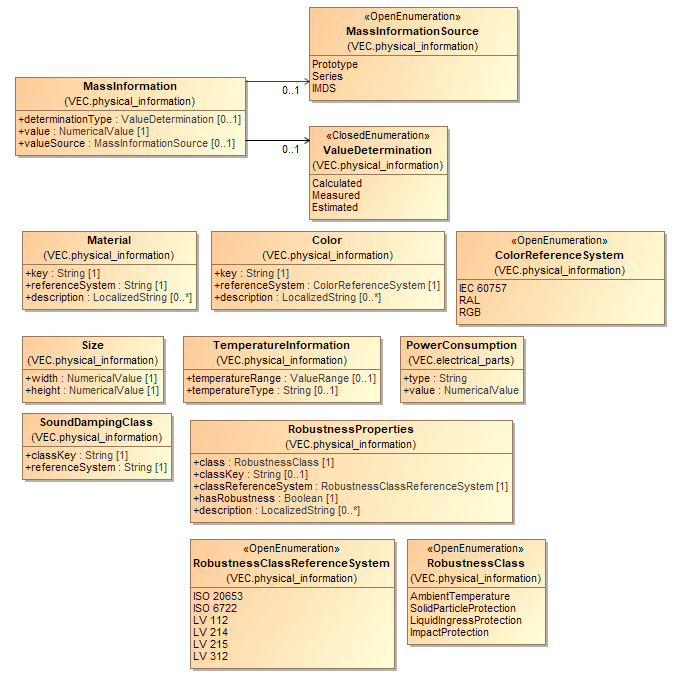 «OpenEnumeration»
MassInformationSource
(VEC.physical_information)
Prototype
Series
IMDS
MassInformation
(VEC.physical_information)
+determinationType : ValueDetermination [0..1]
+value : NumericalValue [1]
+valueSource : MassInformationSource [0..1]
0..1
0..1
«ClosedEnumeration»
ValueDetermination
(VEC.physical_information)
Calculated
Measured
Estimated
Material
(VEC.physical_information)
+key : String [1]
+referenceSystem : String [1]
+description : LocalizedString [0..*]
Color
(VEC.physical_information)
+key : String [1]
+referenceSystem : ColorReferenceSystem [1]
+description : LocalizedString [0..*]
«OpenEnumeration»
ColorReferenceSystem
(VEC.physical_information)
IEC 60757
RAL
RGB
Size
(VEC.physical_information)
+width : NumericalValue [1]
+height : NumericalValue [1]
TemperatureInformation
(VEC.physical_information)
+temperatureRange : ValueRange [0..1]
+temperatureType : String [0..1]
PowerConsumption
(VEC.electrical_parts)
+type : String
+value : NumericalValue
SoundDampingClass
(VEC.physical_information)
+classKey : String [1]
+referenceSystem : String [1]
RobustnessProperties
(VEC.physical_information)
+class : RobustnessClass [1]
+classKey : String [0..1]
+classReferenceSystem : RobustnessClassReferenceSystem [1]
+hasRobustness : Boolean [1]
+description : LocalizedString [0..*]
«OpenEnumeration»
RobustnessClassReferenceSystem
(VEC.physical_information)
ISO 20653
ISO 6722
LV 112
LV 214
LV 215
LV 312
«OpenEnumeration»
RobustnessClass
(VEC.physical_information)
AmbientTemperature
SolidParticleProtection
LiquidIngressProtection
ImpactProtection